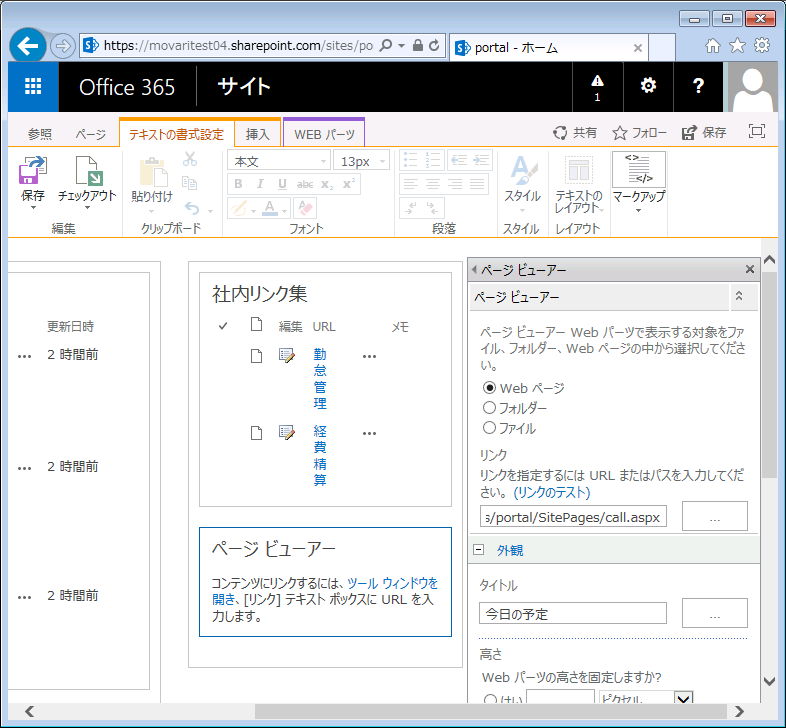 https://movaritest04.sharepoint.com/sites/po
portal - ホーム
Office 365
サイト
1
?
参照
ページ
テキストの書式設定
挿入
WEB パーツ
共有
フォロー
保存
保存
チェックアウト
編集
貼り付け
クリップボード
本文
13px
B I U abc x₂ x²
フォント
段落
スタイル
スタイル
テキストの
レイアウト
レイアウト
マークアップ
更新日時
... 2 時間前
... 2 時間前
... 2 時間前
社内リンク集
編集 URL メモ
勤
怠
管
理
...
経
費
精
算
...
ページ ビューアー
コンテンツにリンクするには、ツール ウィンドウを
開き、[リンク] テキスト ボックスに URL を入
力します。
ページ ビューアー
ページ ビューアー
ページ ビューアー Web パーツで表示する対象をファ
イル、フォルダー、Web ページの中から選択してくださ
い。
Web ページ
フォルダー
ファイル
リンク
リンクを指定するには URL またはパスを入力してくだ
さい。(リンクのテスト)
s/portal/SitePages/call.aspx
...
外観
タイトル
今日の予定
...
高さ
Web パーツの高さを固定しますか?
はい
ピクセル